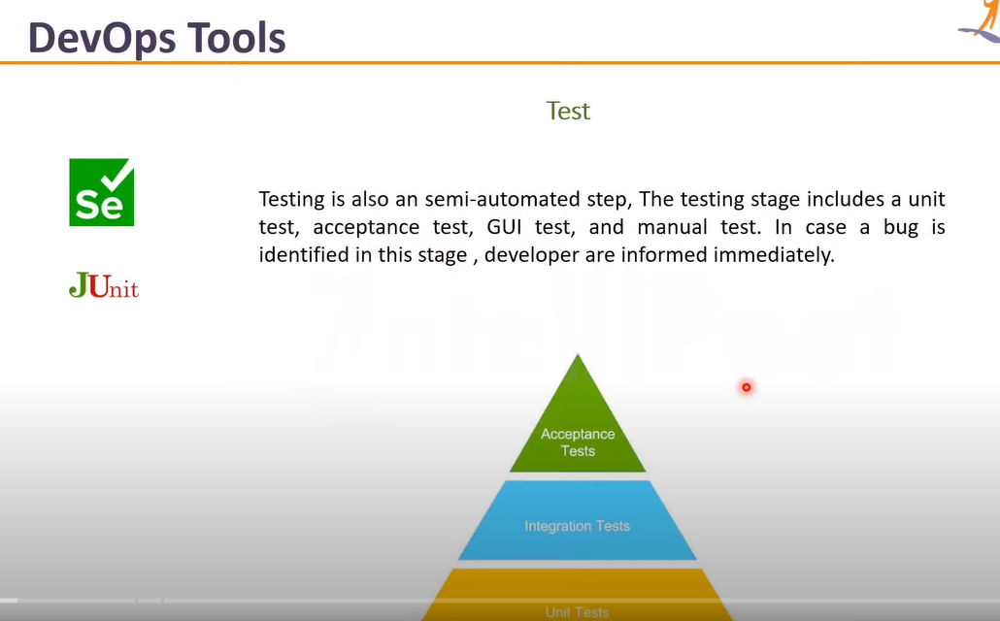 DevOps Tools
Test
Se
Testing is also an semi-automated step, The testing stage includes a unit
test, acceptance test, GUI test, and manual test. In case a bug is
identified in this stage , developer are informed immediately.
JUnit
Acceptance
Tests
Integration Tests
Unit Tests